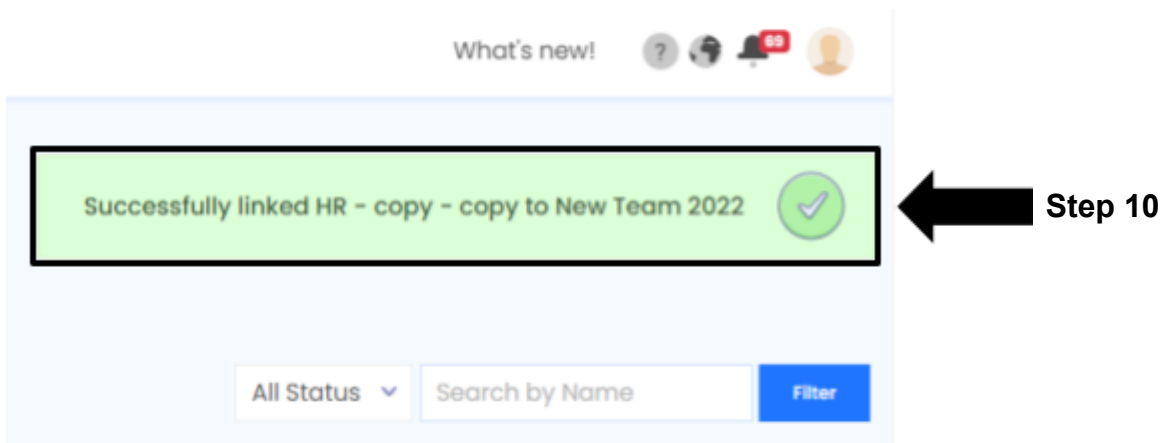 What's new!
?
69
Successfully linked HR - copy - copy to New Team 2022
Step 10
All Status
Search by Name
Filter